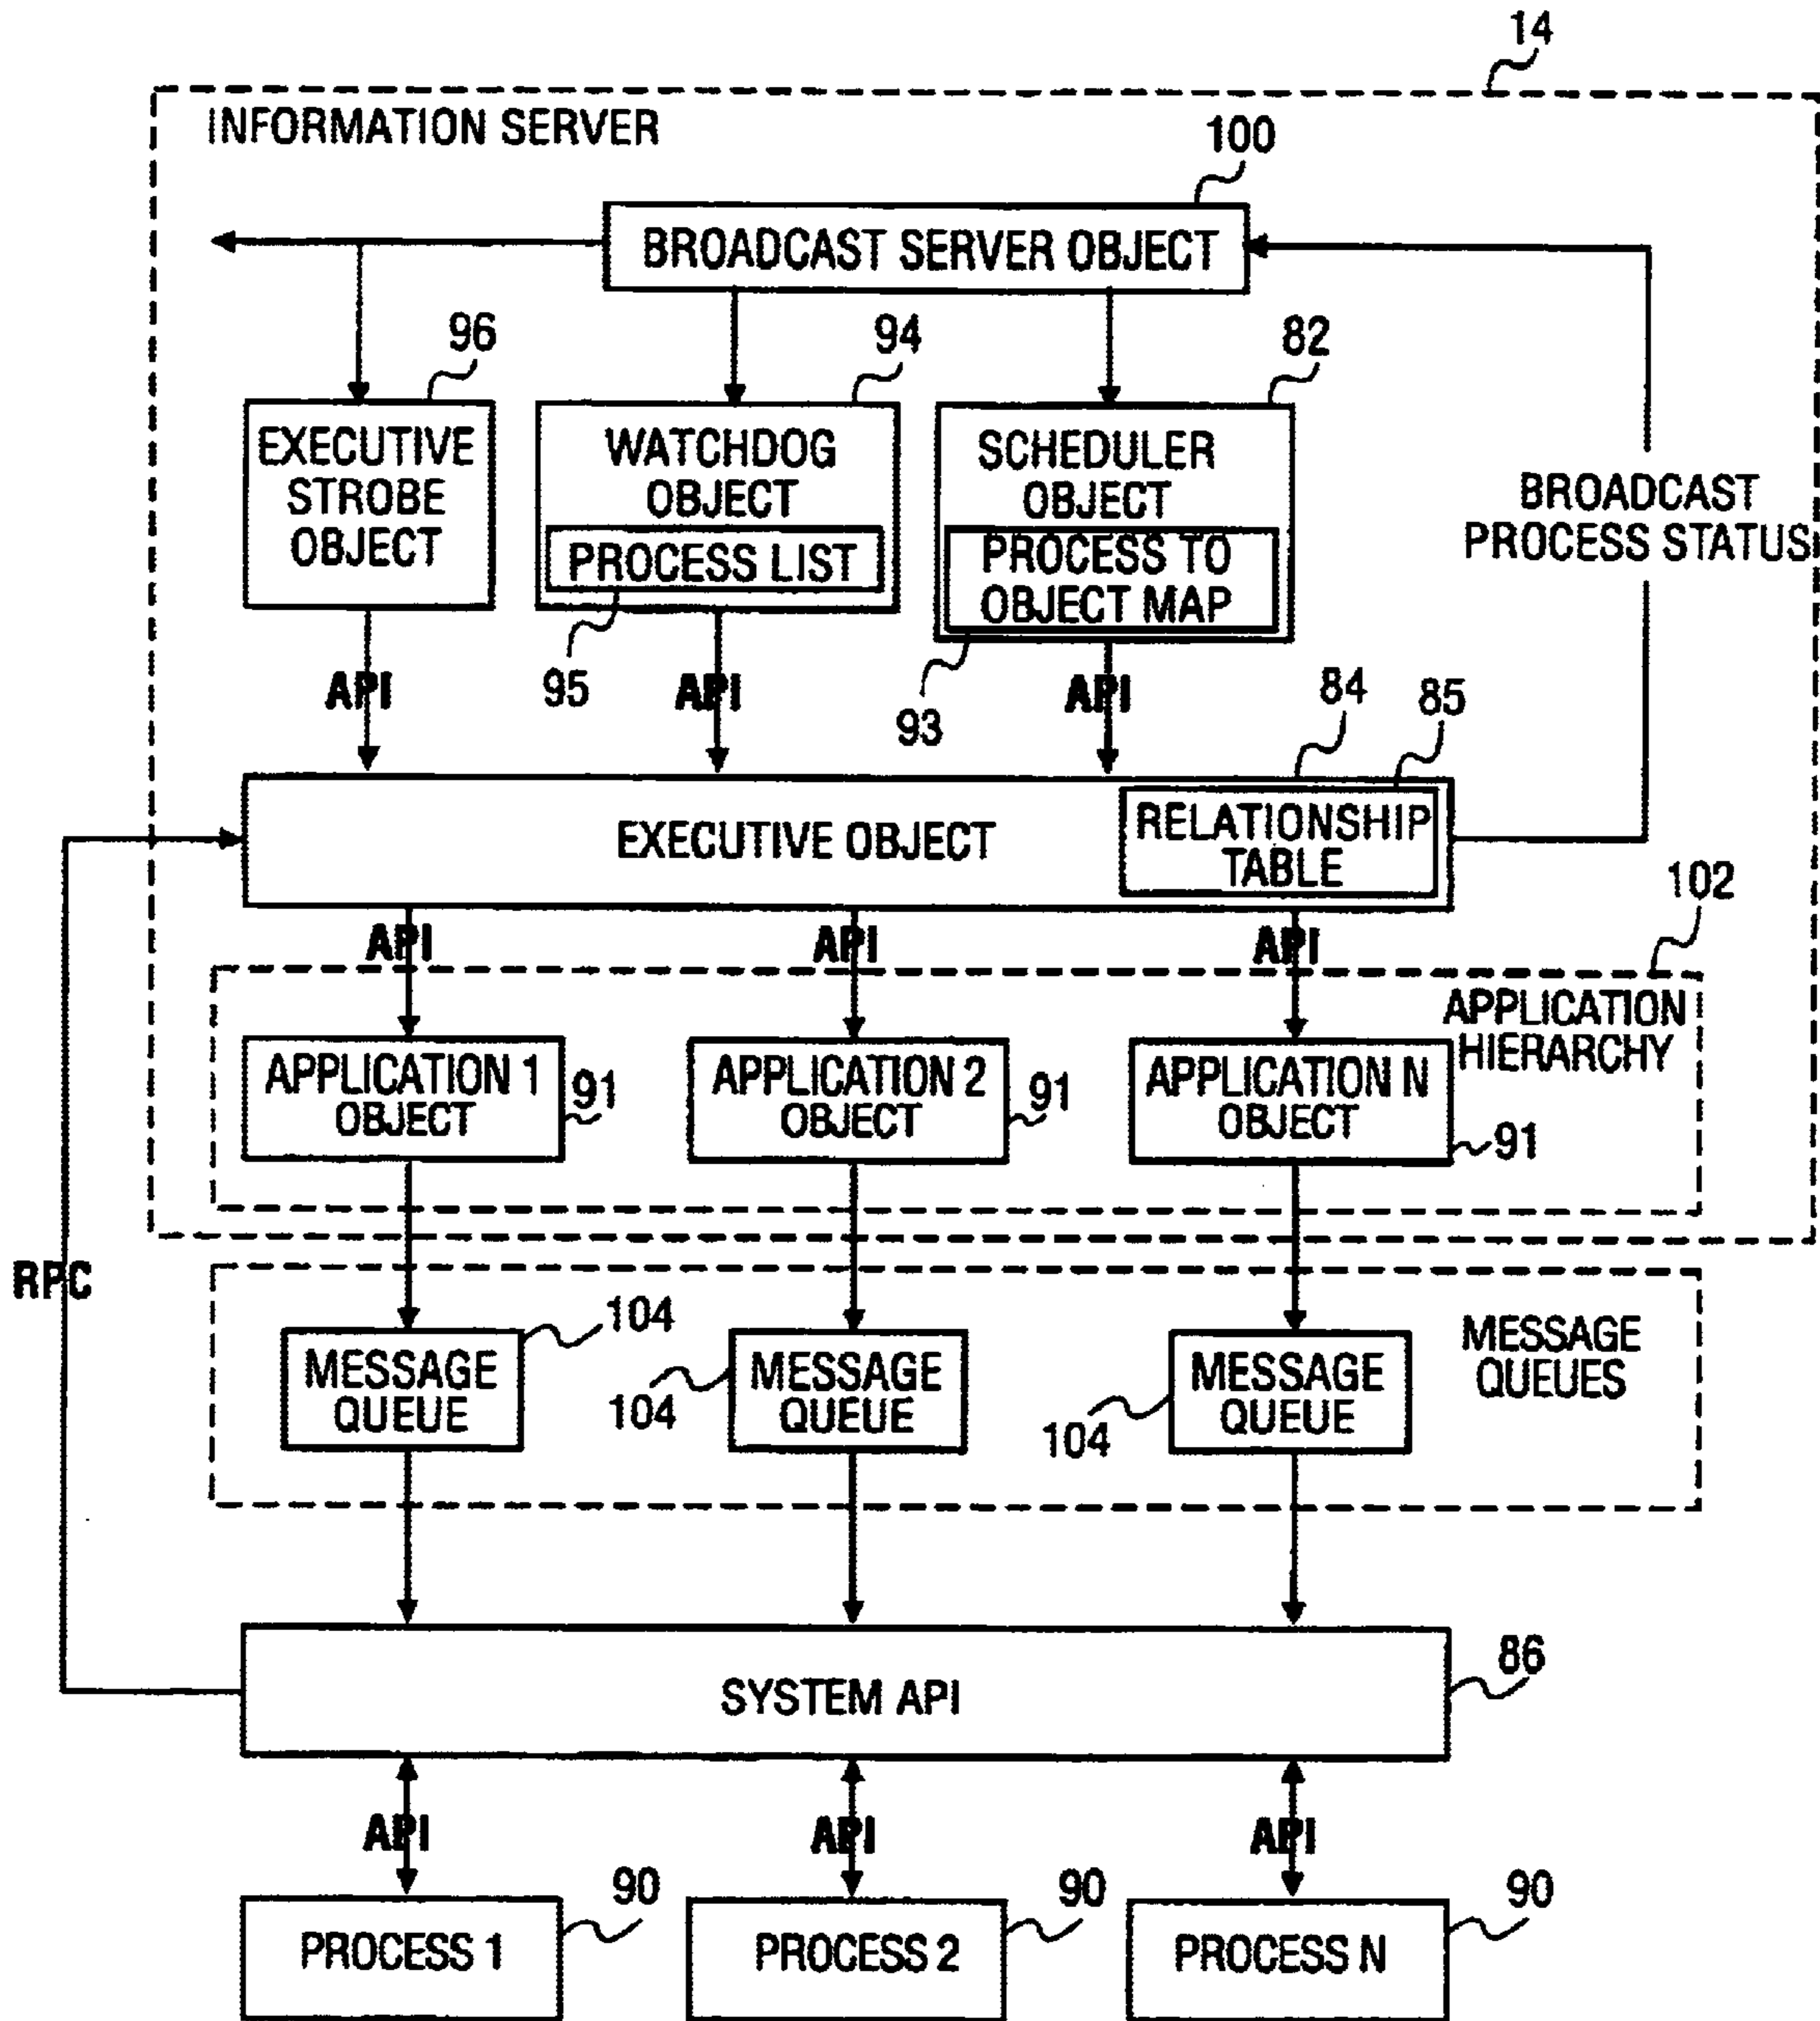 14
INFORMATION SERVER
100
BROADCAST SERVER OBJECT
96
94
82
EXECUTIVE
STROBE
OBJECT
WATCHDOG
OBJECT
PROCESS LIST
SCHEDULER
OBJECT
PROCESS TO
OBJECT MAP
BROADCAST
PROCESS STATUS
95
93
API
API
API
84
85
EXECUTIVE OBJECT
RELATIONSHIP
TABLE
102
API
API
API
APPLICATION
HIERARCHY
APPLICATION 1
OBJECT
91
APPLICATION 2
OBJECT
91
APPLICATION N
OBJECT
91
RPC
104
MESSAGE
QUEUE
104
MESSAGE
QUEUE
104
MESSAGE
QUEUE
MESSAGE
QUEUES
86
SYSTEM API
API
API
API
90
PROCESS 1
90
PROCESS 2
90
PROCESS N